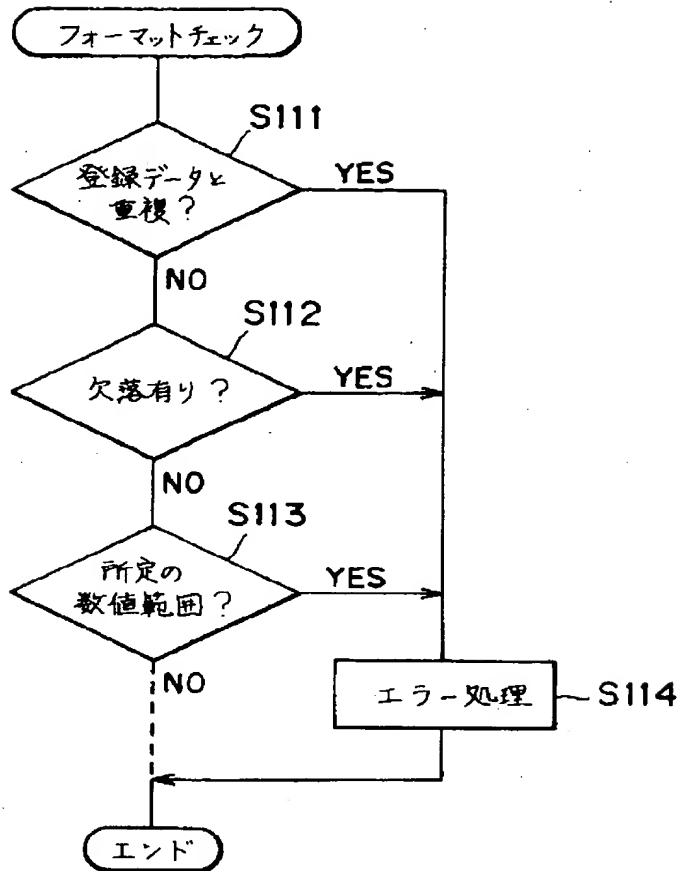 フォーマットチェック
S111
登録データと
重複?
YES
NO
S112
欠落有り?
YES
NO
S113
所定の
数値範囲?
YES
NO
エラー処理
S114
エンド